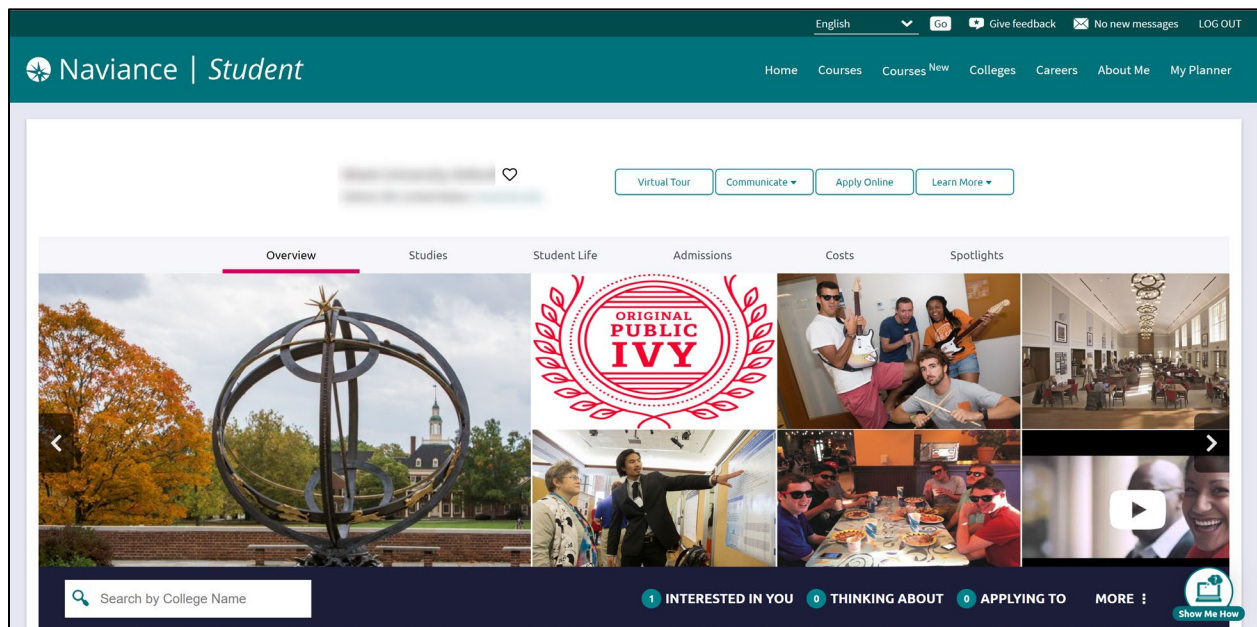 English Go Give feedback No new messages LOG OUT
Naviance | Student
Home Courses Courses New Colleges Careers About Me My Planner
Virtual Tour Communicate Apply Online Learn More
Overview Studies Student Life Admissions Costs Spotlights
ORIGINAL
PUBLIC
IVY
Search by College Name 1 INTERESTED IN YOU 0 THINKING ABOUT 0 APPLYING TO MORE
Show Me How